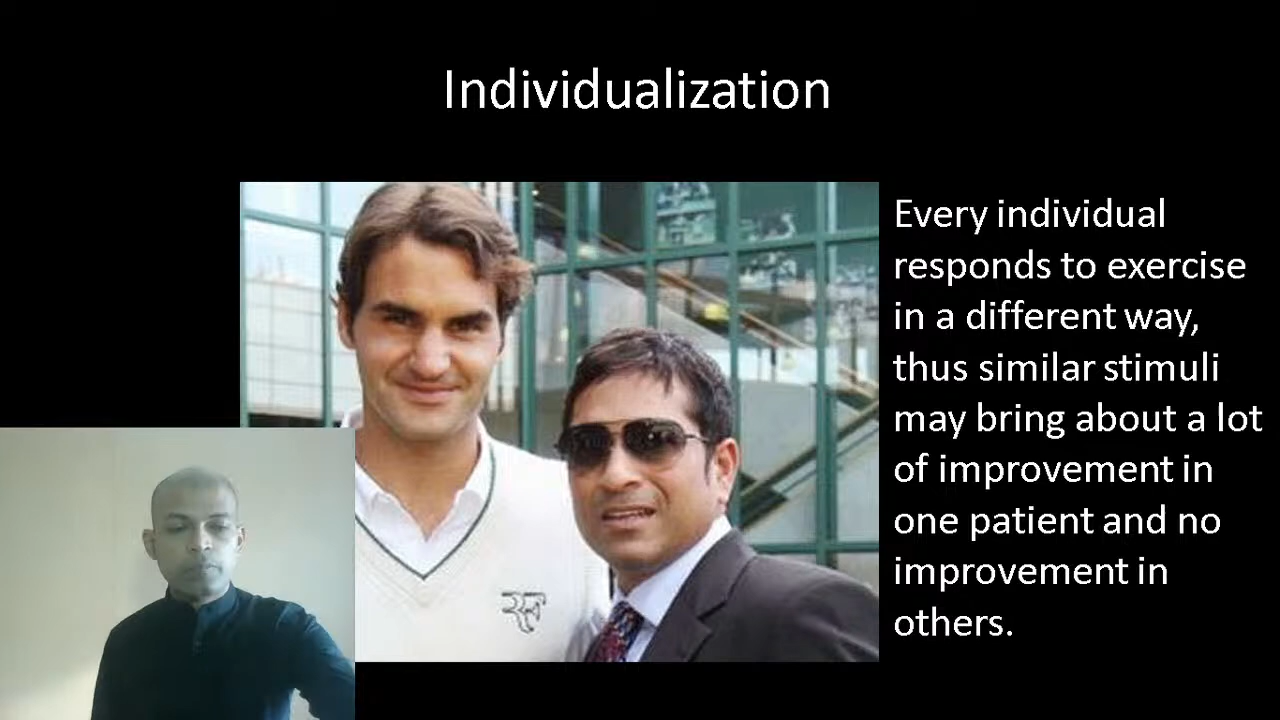 Individualization
Every individual
responds to exercise
in a different way,
thus similar stimuli
may bring about a lot
of improvement in
one patient and no
improvement in
others.
RF